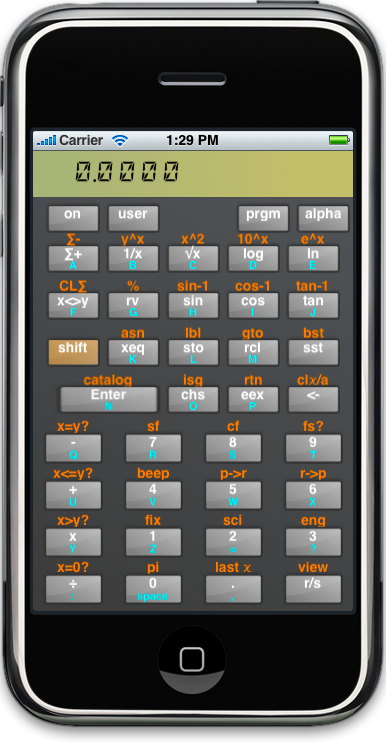 Carrier 1:29 PM
0.0000
on user prgm alpha
Σ- y^x x^2 10^x e^x
Σ+ 1/x √x log ln
A B C D E
CLΣ % sin-1 cos-1 tan-1
x<>y rv sin cos tan
F G H I J
asn lbl gto bst
shift xeq sto rcl sst
K L M
catalog isg rtn clx/a
Enter chs eex <-
N O P
x=y? sf cf fs?
- 7 8 9
Q R S T
x<=y? beep p->r r->p
+ 4 5 6
U V W X
x>y? fix sci eng
x 1 2 3
Y Z = ?
x=0? pi last x view
÷ 0 . r/s
: space ,